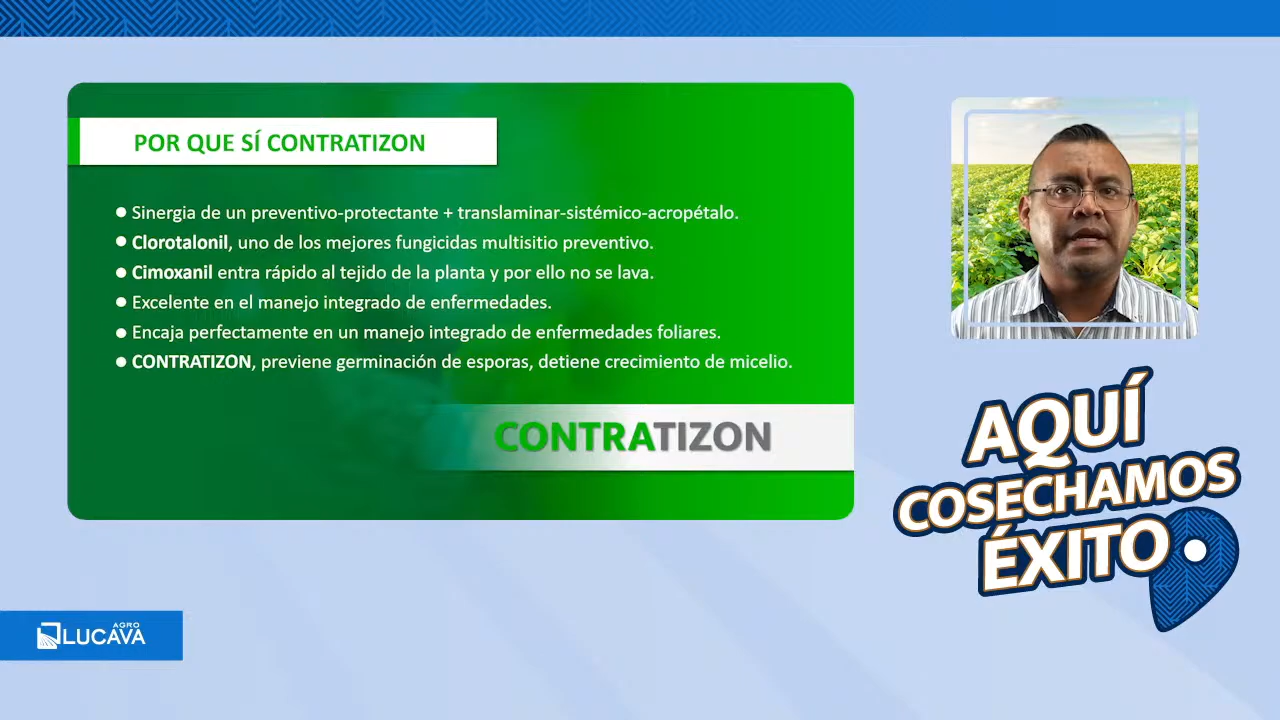 POR QUE SÍ CONTRATIZON
● Sinergia de un preventivo-protectante + translaminar-sistémico-acropétalo.
● Clorotalonil, uno de los mejores fungicidas multisitio preventivo.
● Cimoxanil entra rápido al tejido de la planta y por ello no se lava.
● Excelente en el manejo integrado de enfermedades.
● Encaja perfectamente en un manejo integrado de enfermedades foliares.
● CONTRATIZON, previene germinación de esporas, detiene crecimiento de micelio.
CONTRATIZON
AQUÍ
COSECHAMOS
ÉXITO
AGRO
LUCAVA